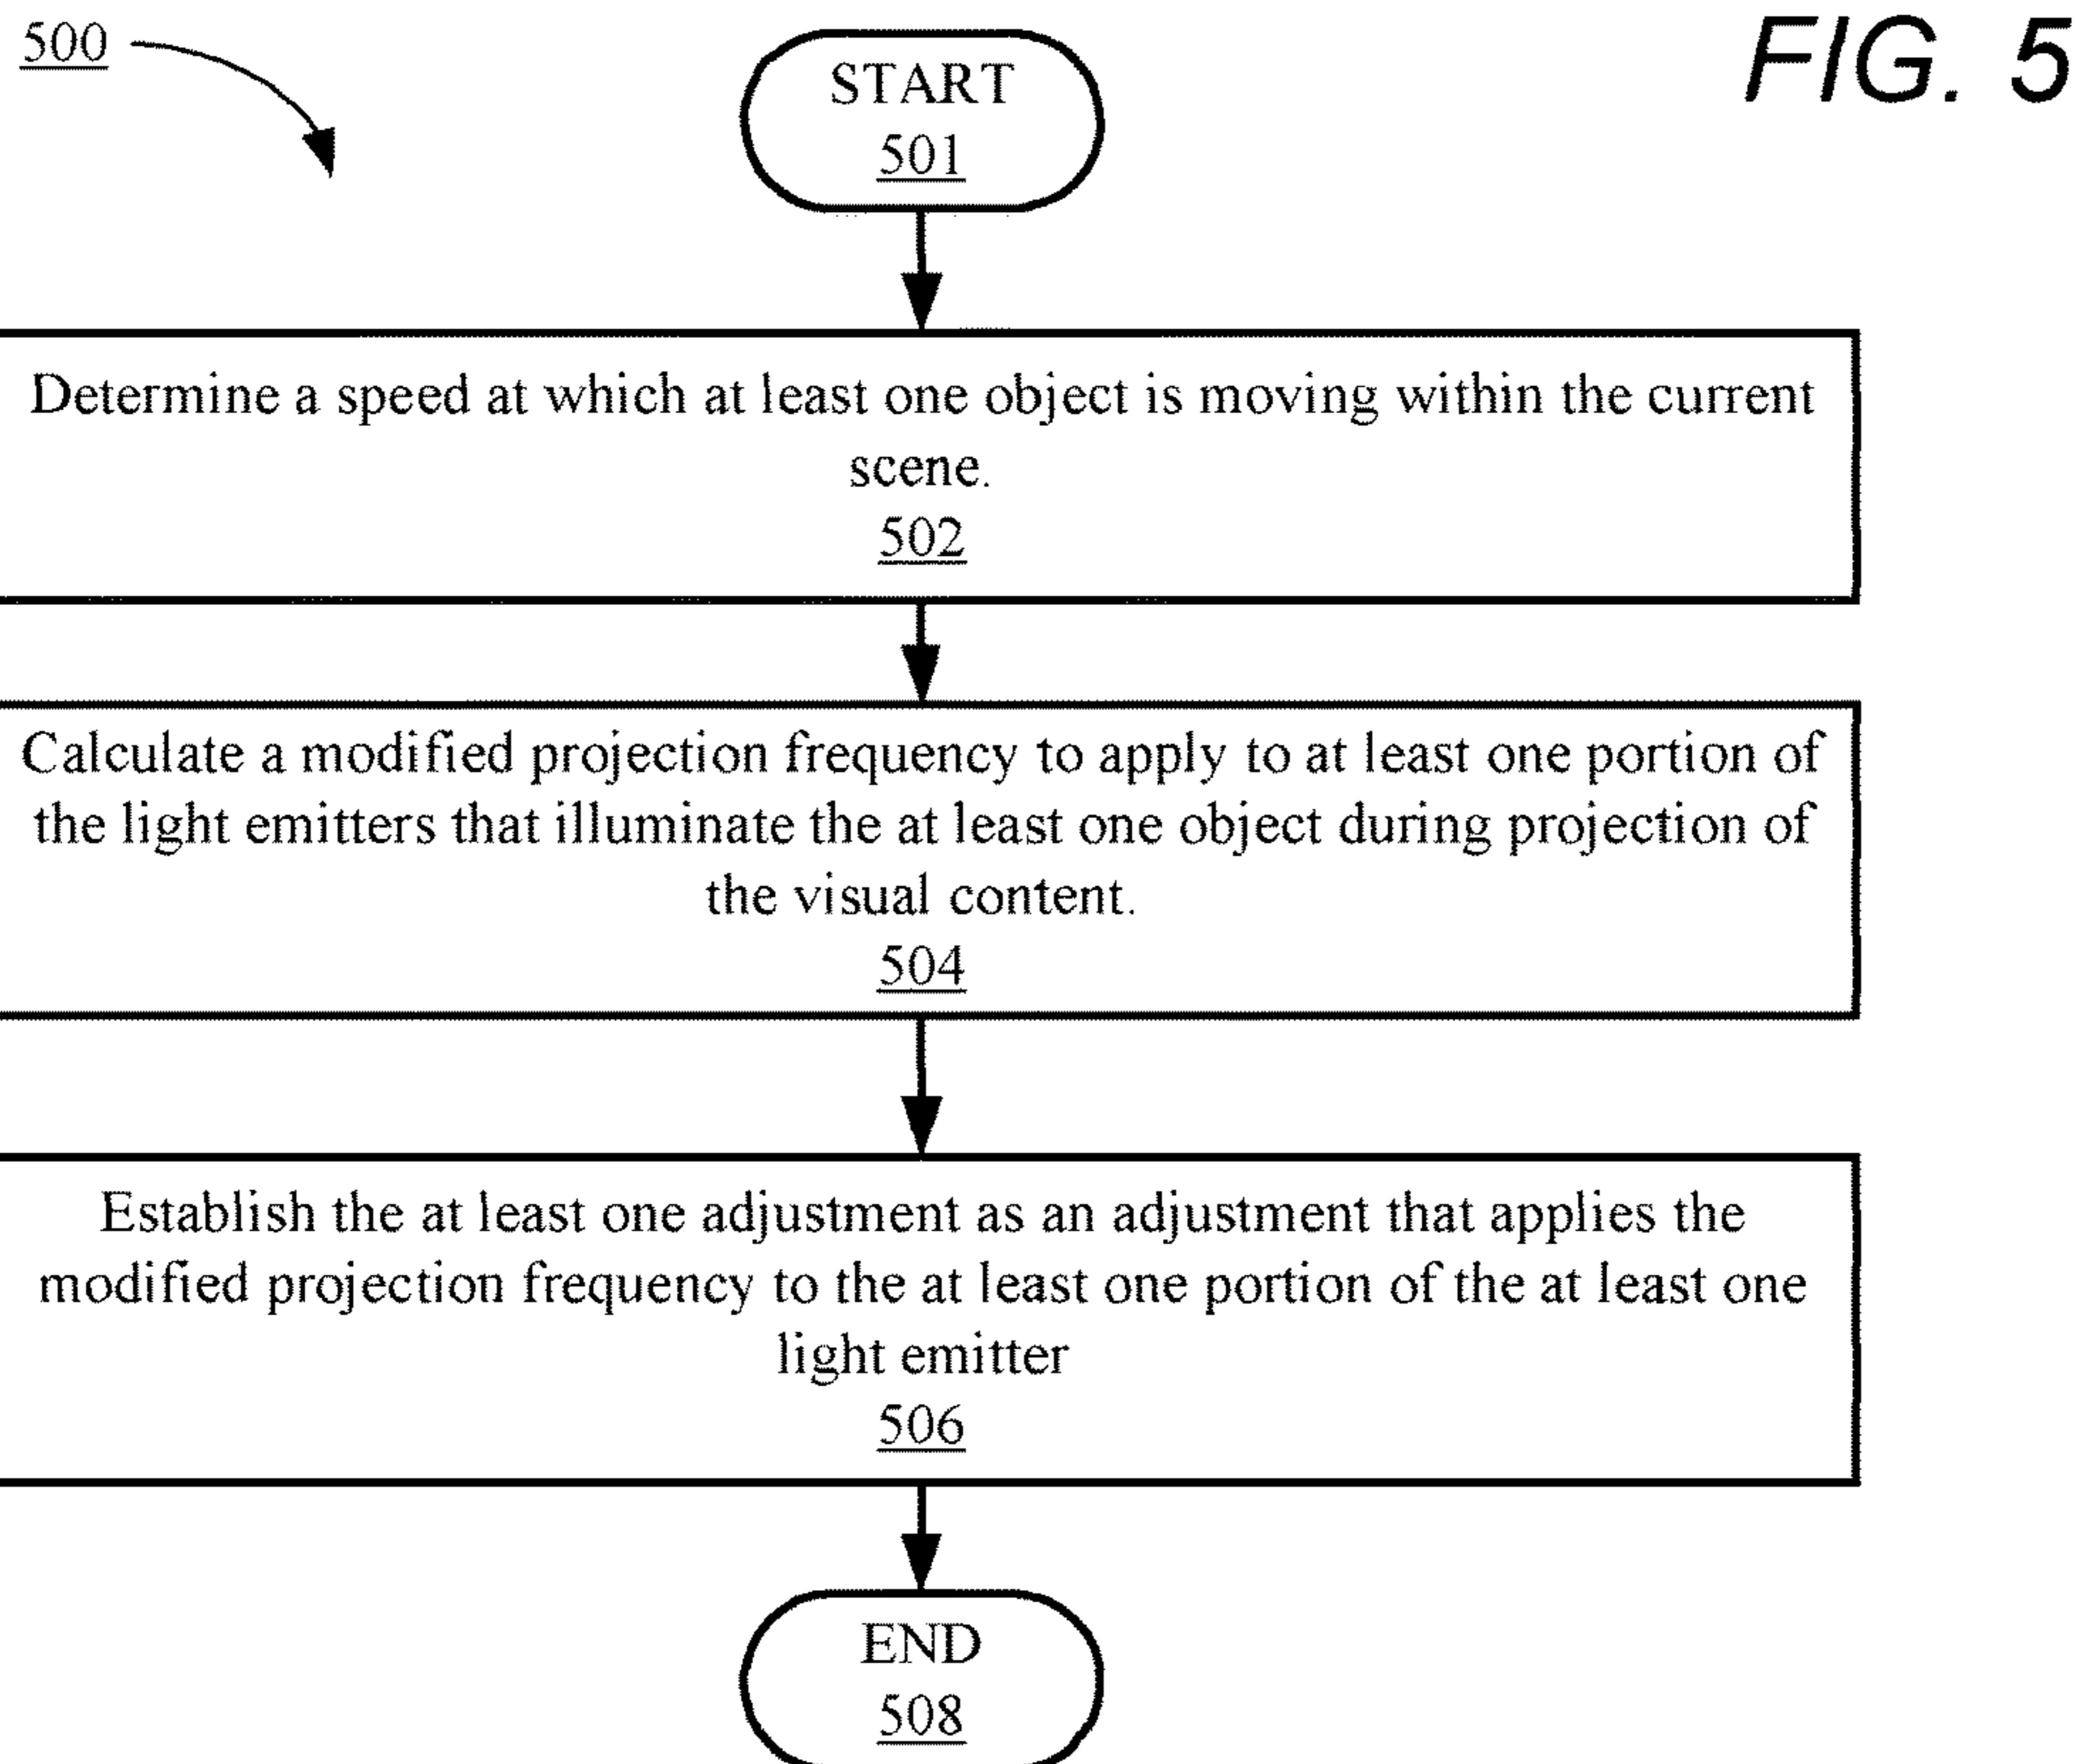 500
FIG. 5
START
501
Determine a speed at which at least one object is moving within the current
scene.
502
Calculate a modified projection frequency to apply to at least one portion of
the light emitters that illuminate the at least one object during projection of
the visual content.
504
Establish the at least one adjustment as an adjustment that applies the
modified projection frequency to the at least one portion of the at least one
light emitter
506
END
508